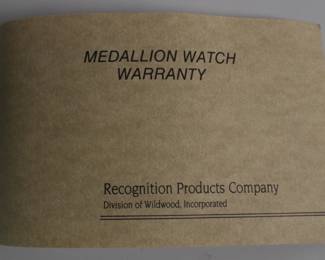 MEDALLION WATCH
WARRANTY
Recognition Products Company
Division of Wildwood, Incorporated